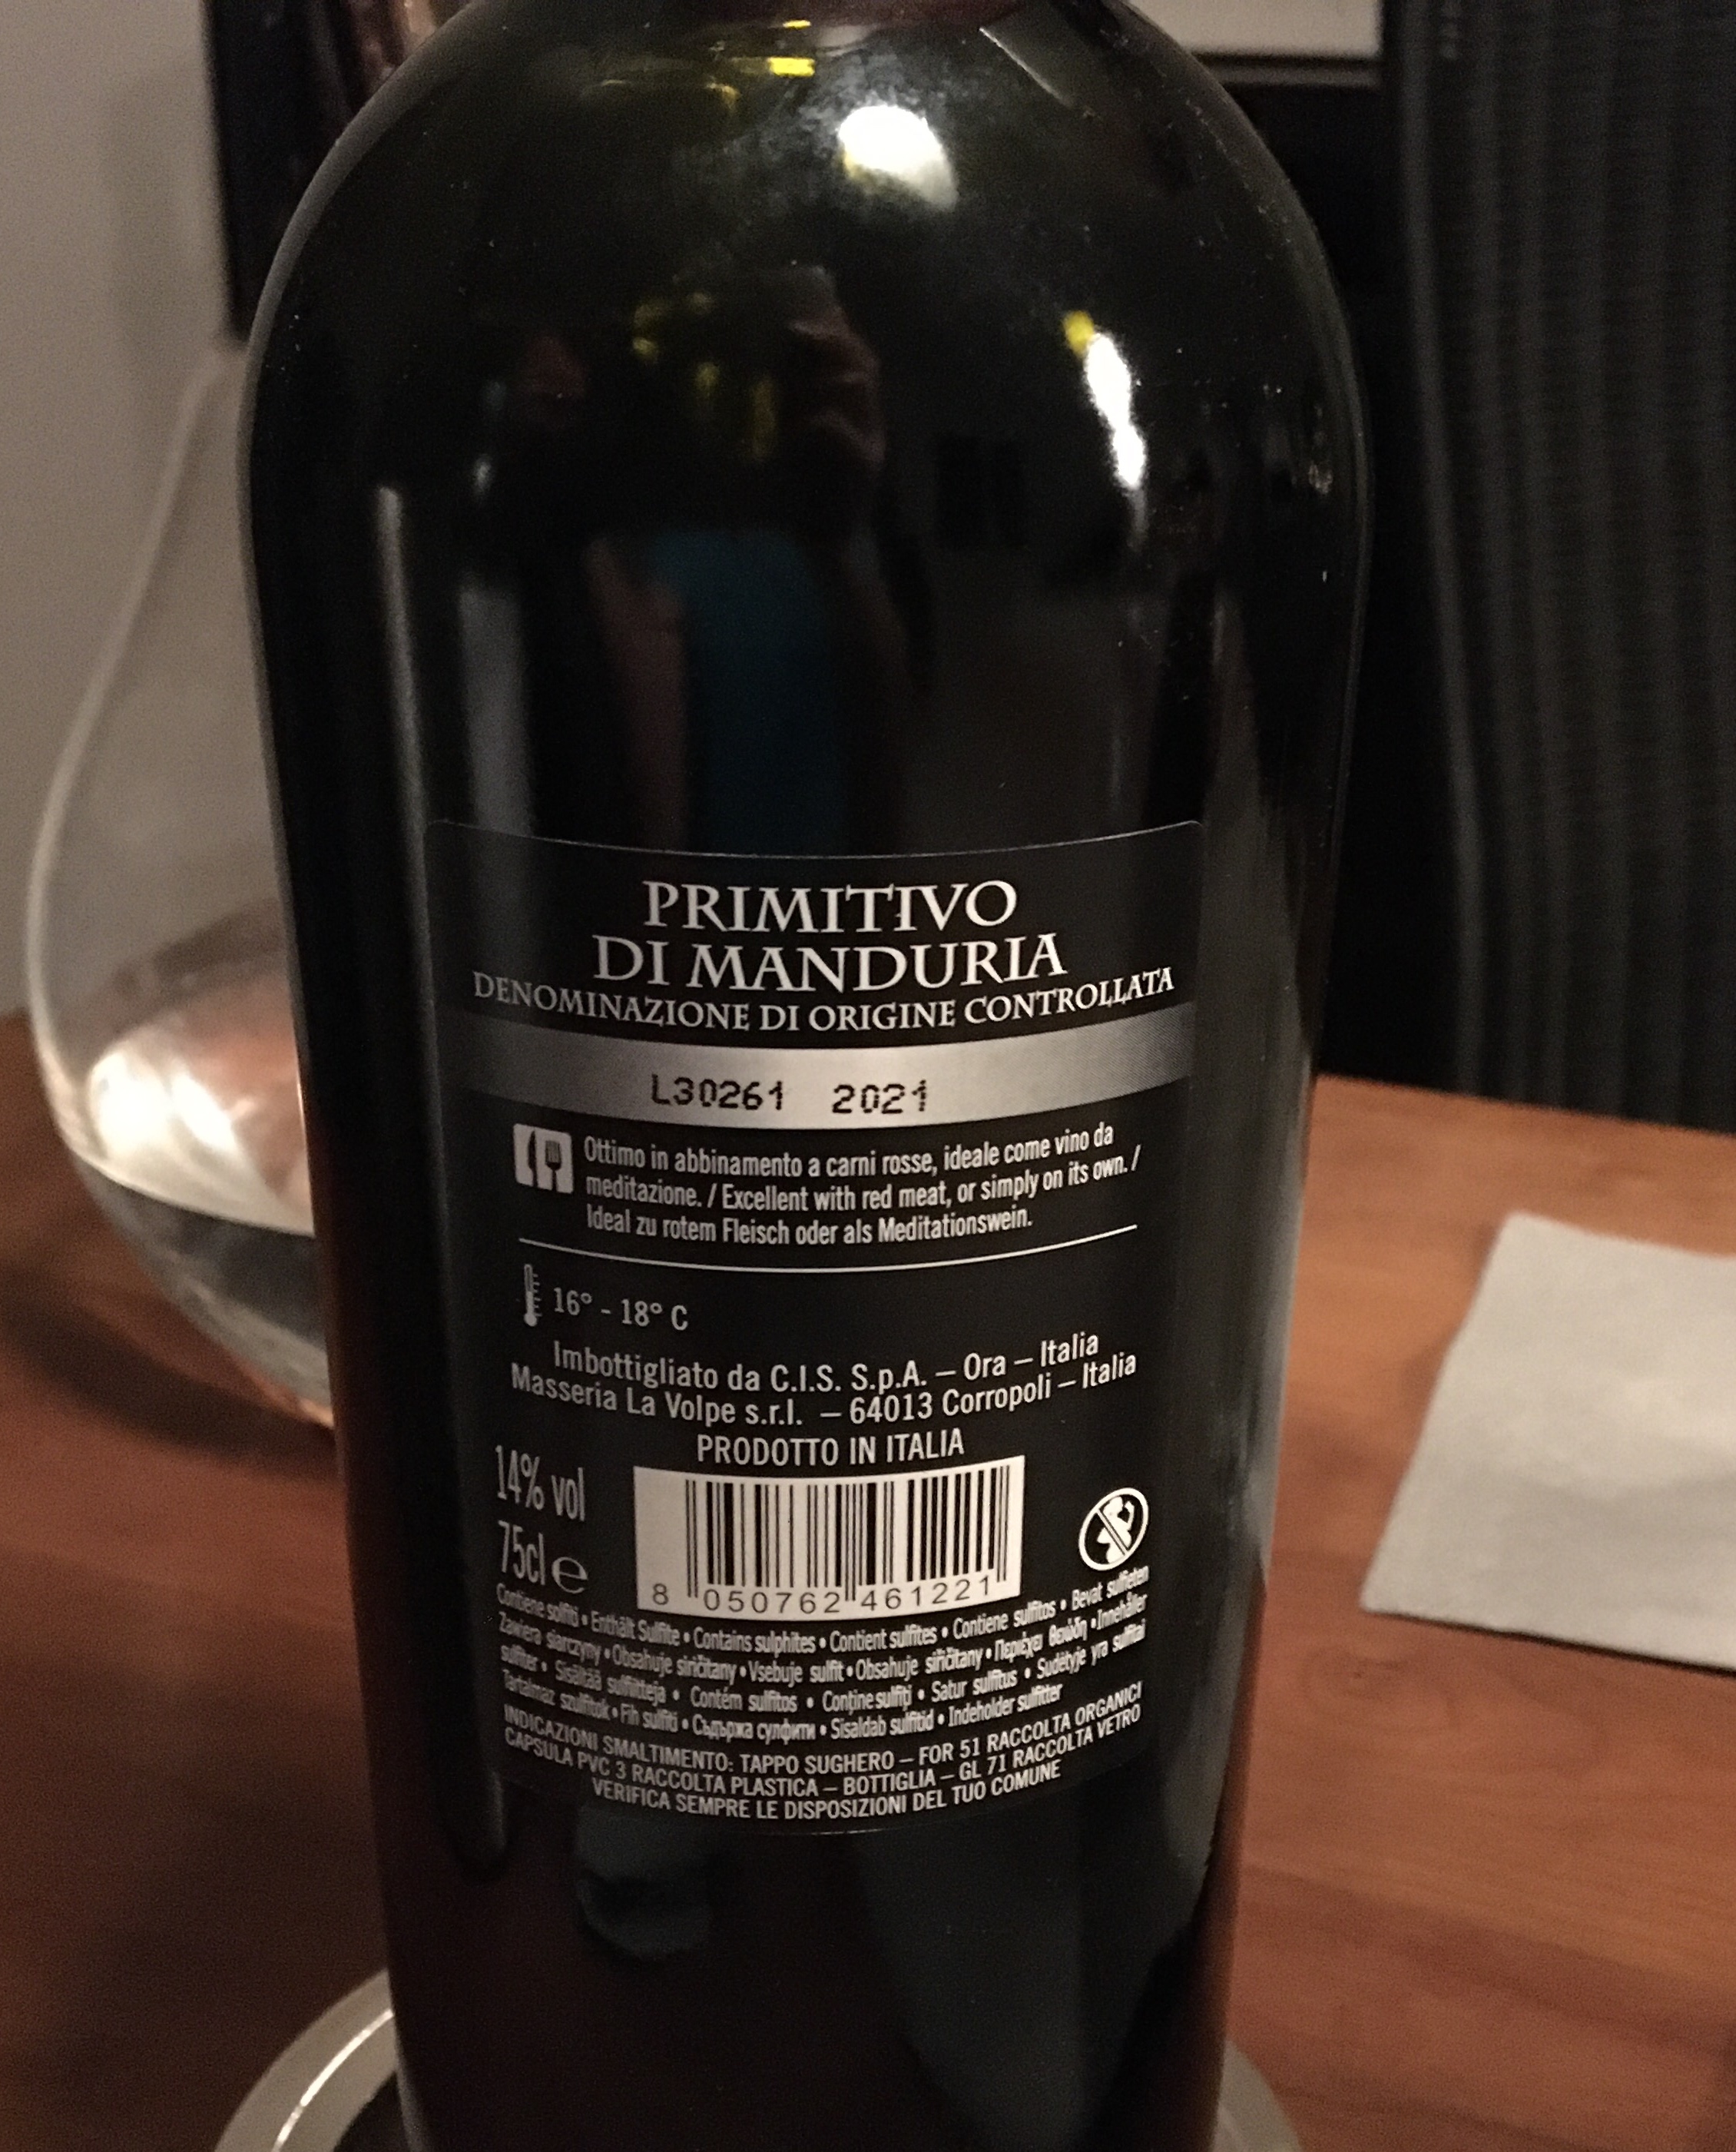 PRIMITIVO
DI MANDURIA
DENOMINAZIONE DI ORIGINE CONTROLLATA
L30261 2021
Ottimo in abbinamento a carni rosse, ideale come vino da
meditazione. / Excellent with red meat, or simply on its own. /
Ideal zu rotem Fleisch oder als Meditationswein.
16° - 18° C
Imbottigliato da C.I.S. S.p.A. – Ora – Italia
Masseria La Volpe s.r.l. – 64013 Corropoli – Italia
PRODOTTO IN ITALIA
14% vol
75cl e
8 050762 461221
Contiene solfiti • Enthält Sulfite • Contains sulphites • Contient sulfites • Contiene sulfitos • Bevat sulfieten
Zawiera siarczyny • Obsahuje siričitany • Vsebuje sulfit • Obsahuje siřičitany • Περιέχει θειώδη • Innehåller
sulfiter • Sisältää sulfiitteja • Contém sulfitos • Conține sulfiți • Satur sulfītus • Sudėtyje yra sulfitai
Tartalmaz szulfitok • Fih sulfiti • Съдържа сулфити • Sisaldab sulfitid • Indeholder sulfitter
INDICAZIONI SMALTIMENTO: TAPPO SUGHERO – FOR 51 RACCOLTA ORGANICI
CAPSULA PVC 3 RACCOLTA PLASTICA – BOTTIGLIA – GL 71 RACCOLTA VETRO
VERIFICA SEMPRE LE DISPOSIZIONI DEL TUO COMUNE